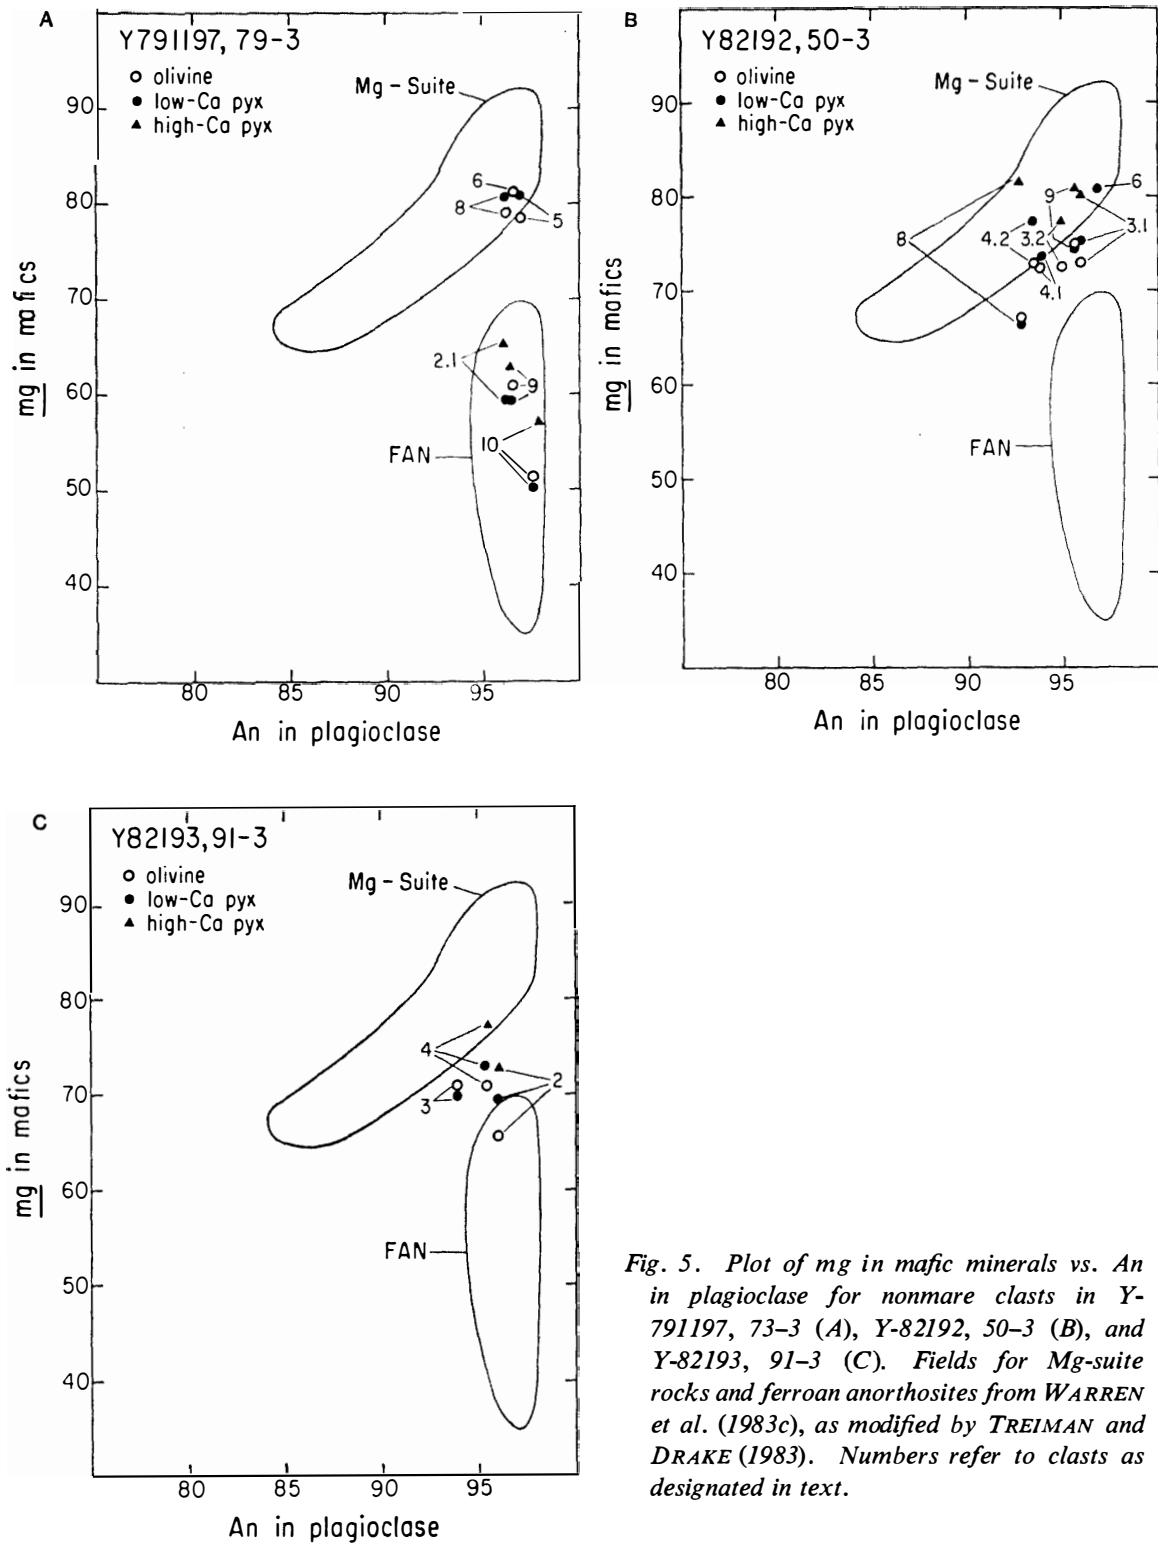 A
Y791197, 79-3
olivine
low-Ca pyx
high-Ca pyx
Mg-Suite
90
80
70
60
50
40
6
8
5
2.1
9
10
FAN
mg in mafics
80 85 90 95
An in plagioclase
B
Y82192, 50-3
olivine
low-Ca pyx
high-Ca pyx
Mg-Suite
90
80
70
60
50
40
6
9
8
4.2
3.2
3.1
4.1
FAN
mg in mafics
80 85 90 95
An in plagioclase
C
Y82193, 91-3
olivine
low-Ca pyx
high-Ca pyx
Mg-Suite
90
80
70
60
50
40
4
2
3
FAN
mg in mafics
80 85 90 95
An in plagioclase
Fig. 5. Plot of mg in mafic minerals vs. An
in plagioclase for nonmare clasts in Y-
791197, 73–3 (A), Y-82192, 50–3 (B), and
Y-82193, 91–3 (C). Fields for Mg-suite
rocks and ferroan anorthosites from WARREN
et al. (1983c), as modified by TREIMAN and
DRAKE (1983). Numbers refer to clasts as
designated in text.